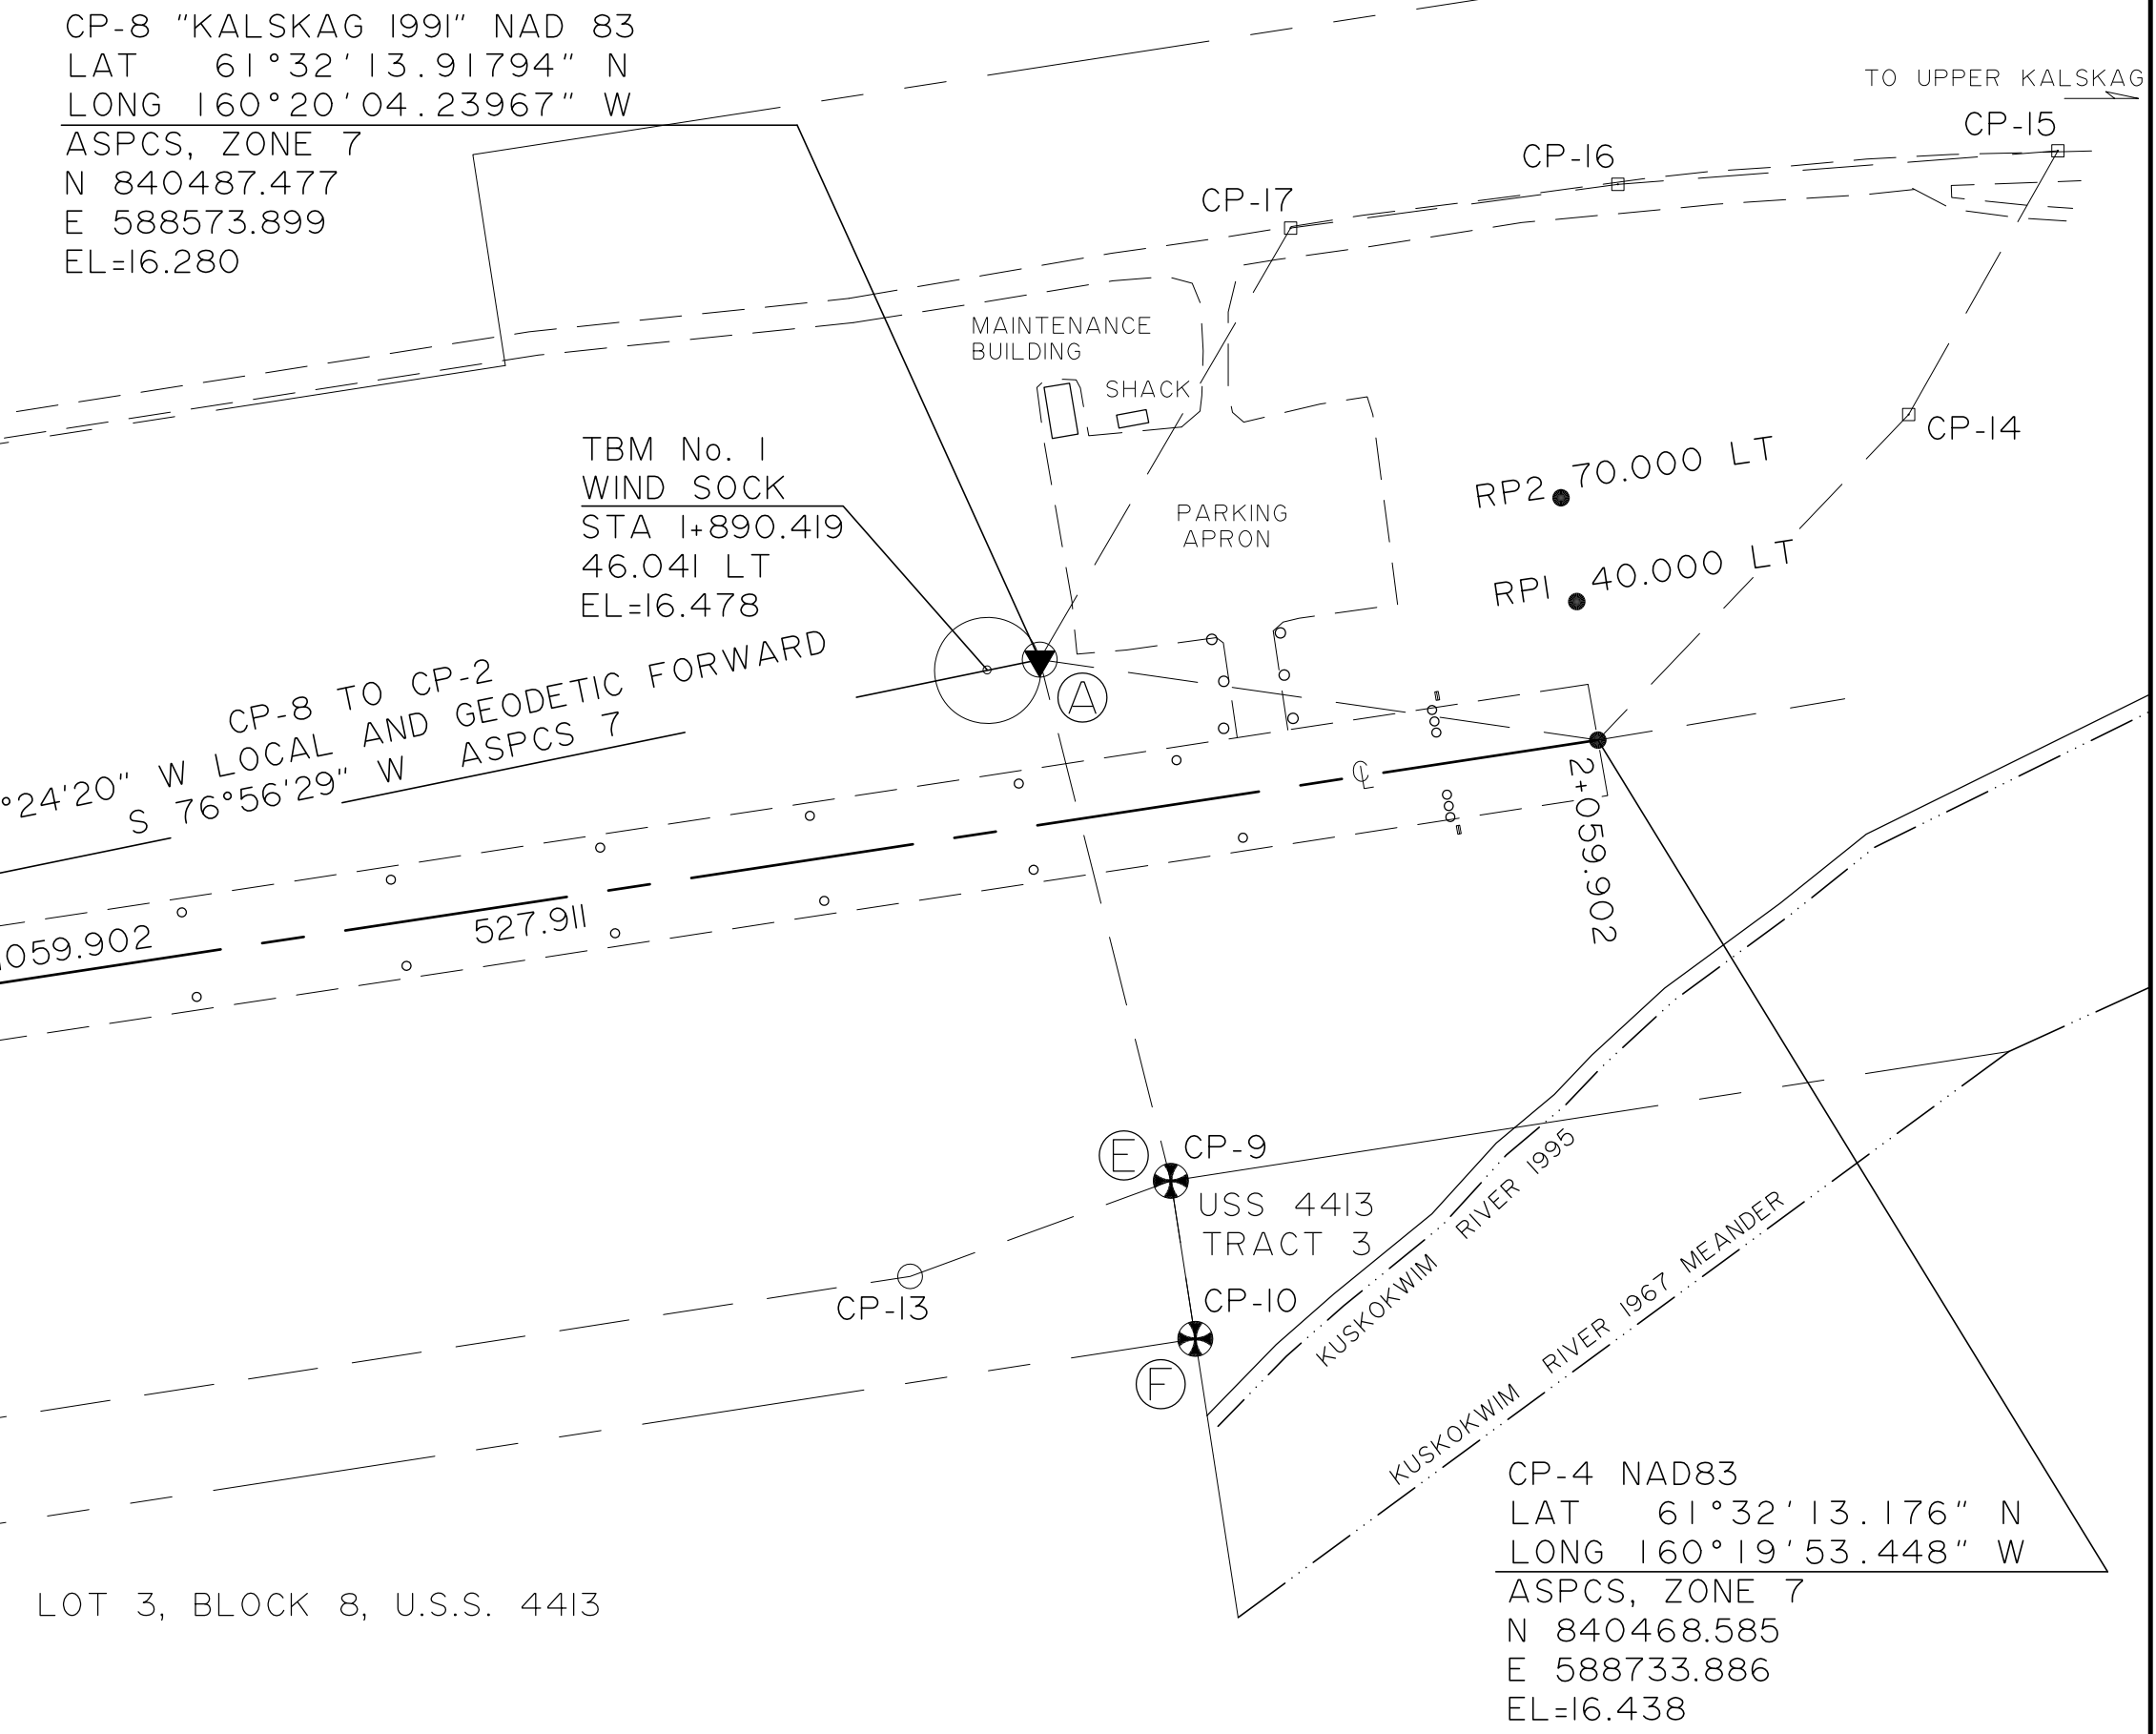 CP-8 "KALSKAG 1991" NAD 83
LAT 61°32'13.91794" N
LONG 160°20'04.23967" W
ASPCS, ZONE 7
N 840487.477
E 588573.899
EL=16.280
TO UPPER KALSKAG
CP-15
CP-16
CP-17
MAINTENANCE
BUILDING
SHACK
CP-14
TBM No. 1
WIND SOCK
STA 1+890.419
46.041 LT
EL=16.478
PARKING
APRON
RP2 70.000 LT
RP1 40.000 LT
CP-8 TO CP-2
°24'20" W LOCAL AND GEODETIC FORWARD
S 76°56'29" W ASPCS 7
A
℄
2+059.902
1059.902
527.911
E
CP-9
USS 4413
TRACT 3
CP-13
CP-10
F
KUSKOKWIM RIVER 1995
KUSKOKWIM RIVER 1967 MEANDER
CP-4 NAD83
LAT 61°32'13.176" N
LONG 160°19'53.448" W
ASPCS, ZONE 7
N 840468.585
E 588733.886
EL=16.438
LOT 3, BLOCK 8, U.S.S. 4413